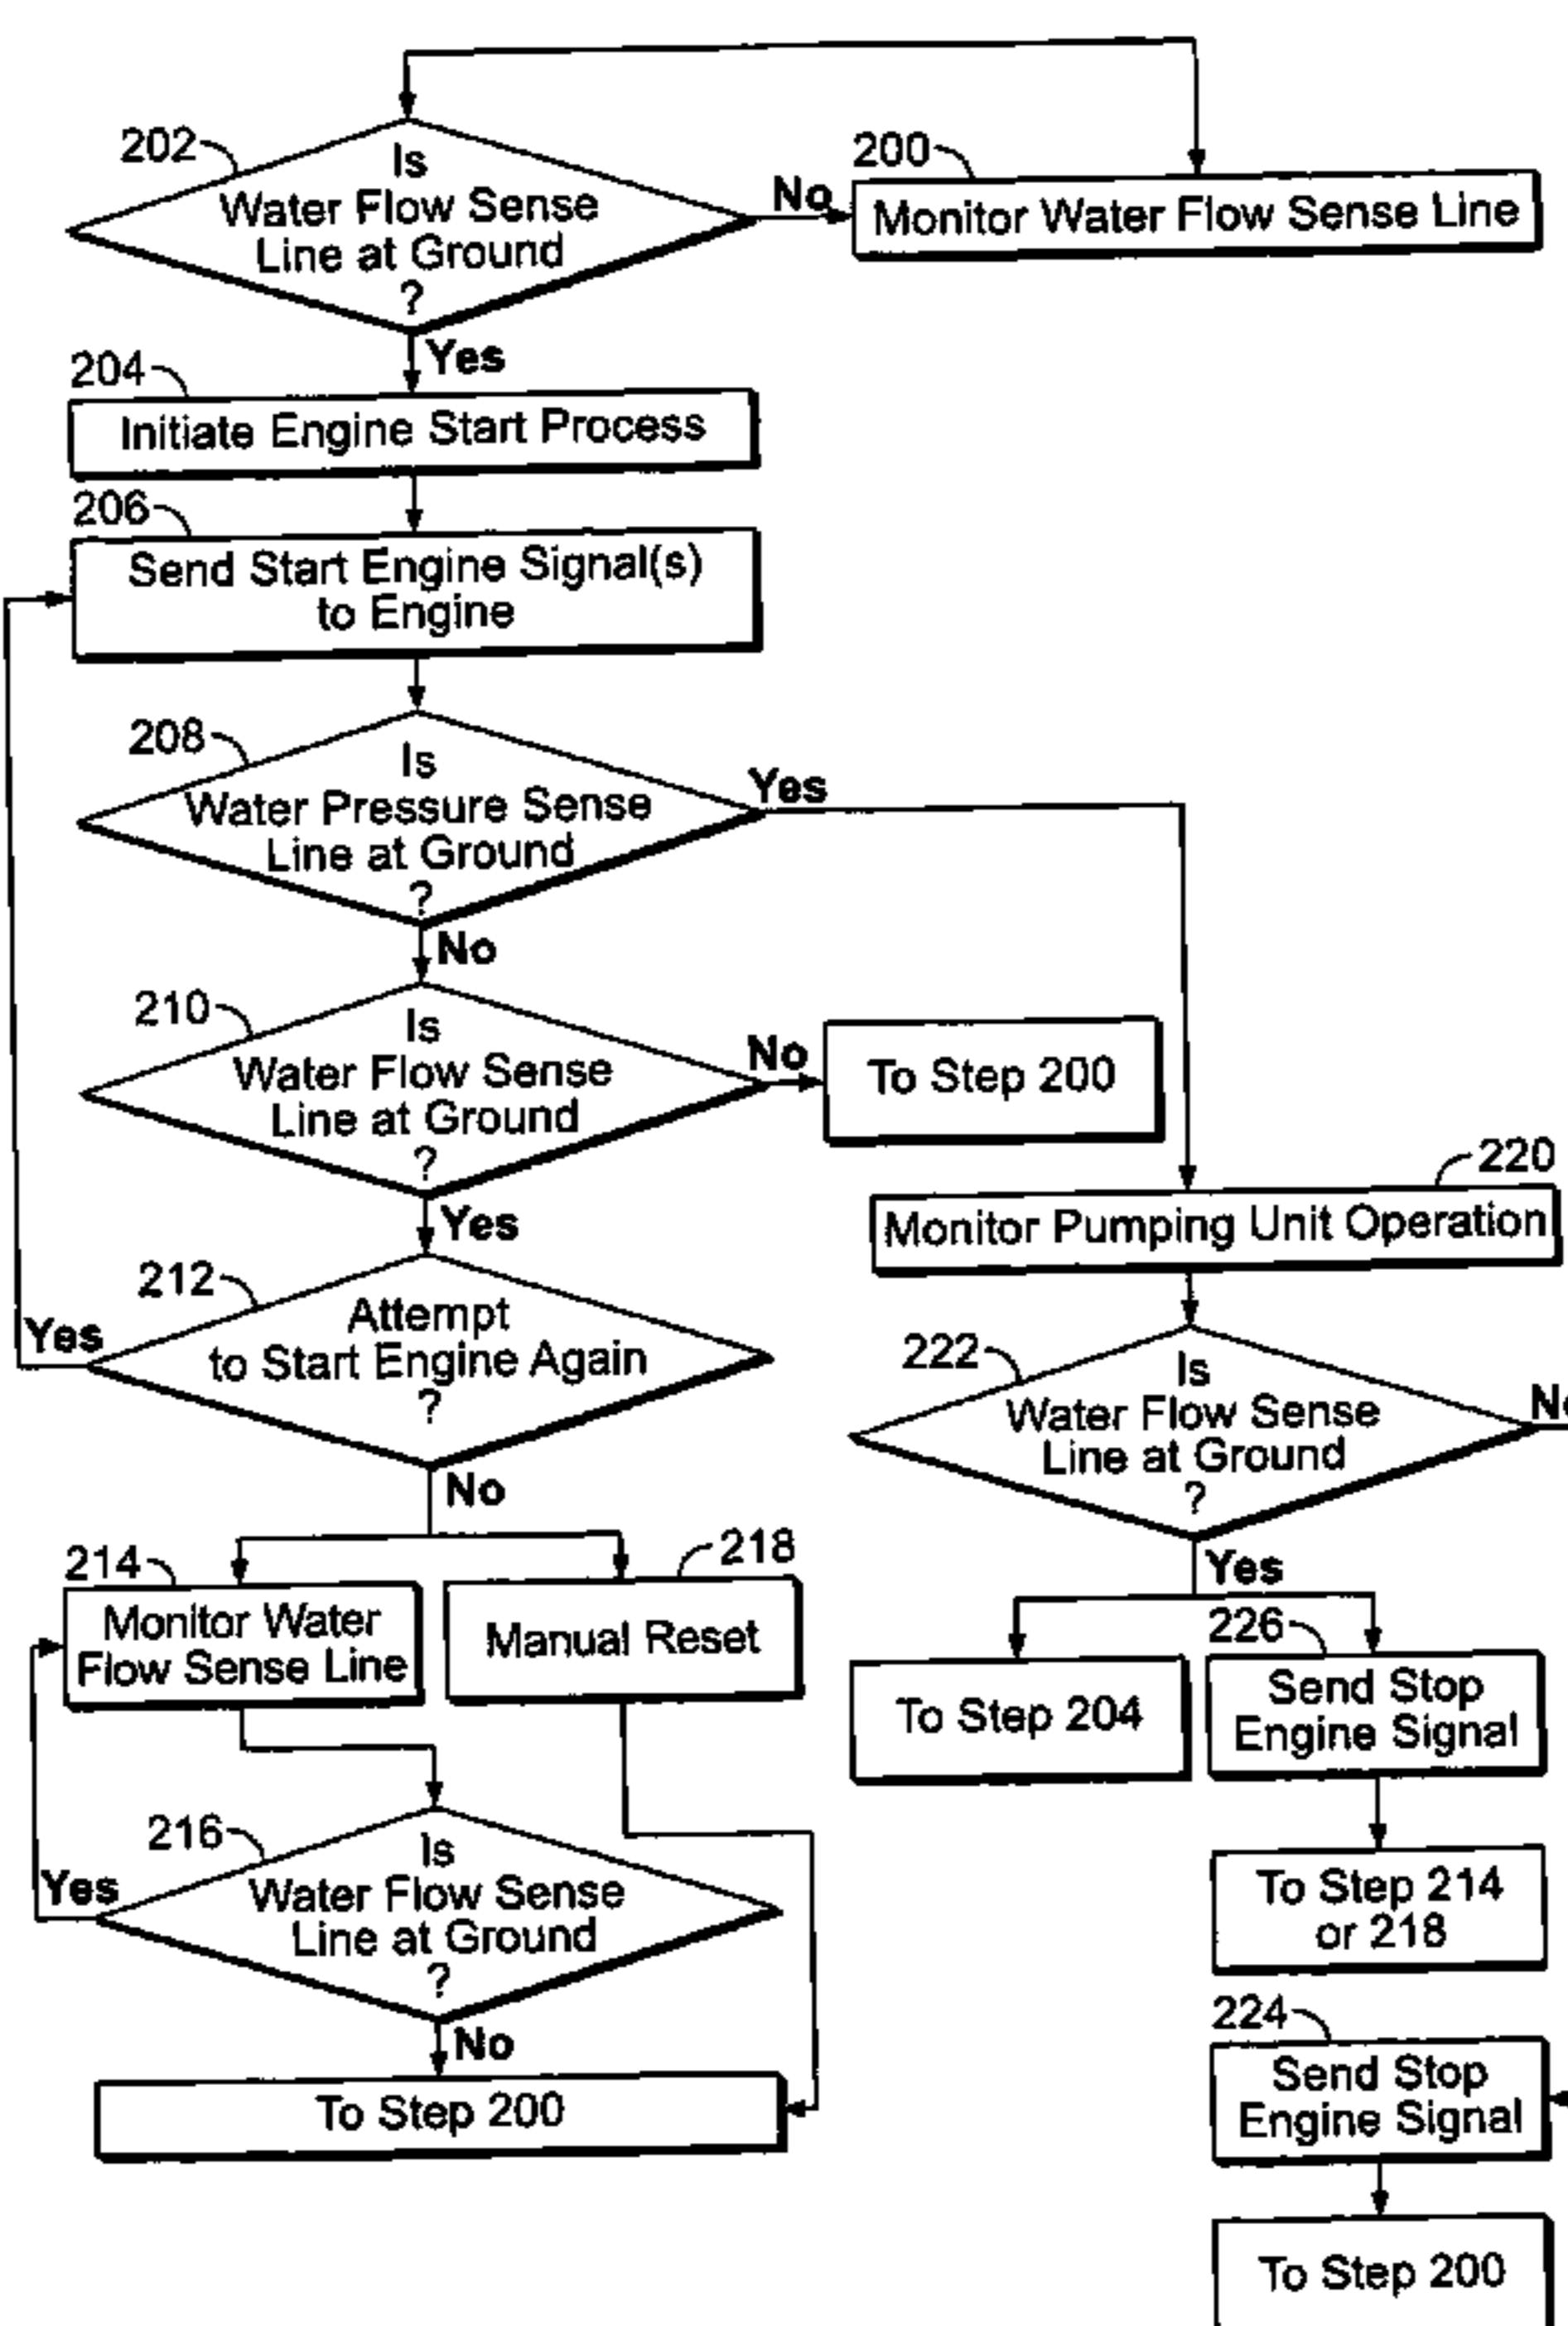 202
Is
Water Flow Sense
Line at Ground
?
No
200
Monitor Water Flow Sense Line
Yes
204
Initiate Engine Start Process
206
Send Start Engine Signal(s)
to Engine
208
Is
Water Pressure Sense
Line at Ground
?
Yes
No
210
Is
Water Flow Sense
Line at Ground
?
No
To Step 200
Yes
212
Attempt
to Start Engine Again
?
Yes
No
214
Monitor Water
Flow Sense Line
218
Manual Reset
216
Is
Water Flow Sense
Line at Ground
?
Yes
No
To Step 200
220
Monitor Pumping Unit Operation
222
Is
Water Flow Sense
Line at Ground
?
Yes
To Step 204
226
Send Stop
Engine Signal
To Step 214
or 218
224
Send Stop
Engine Signal
To Step 200